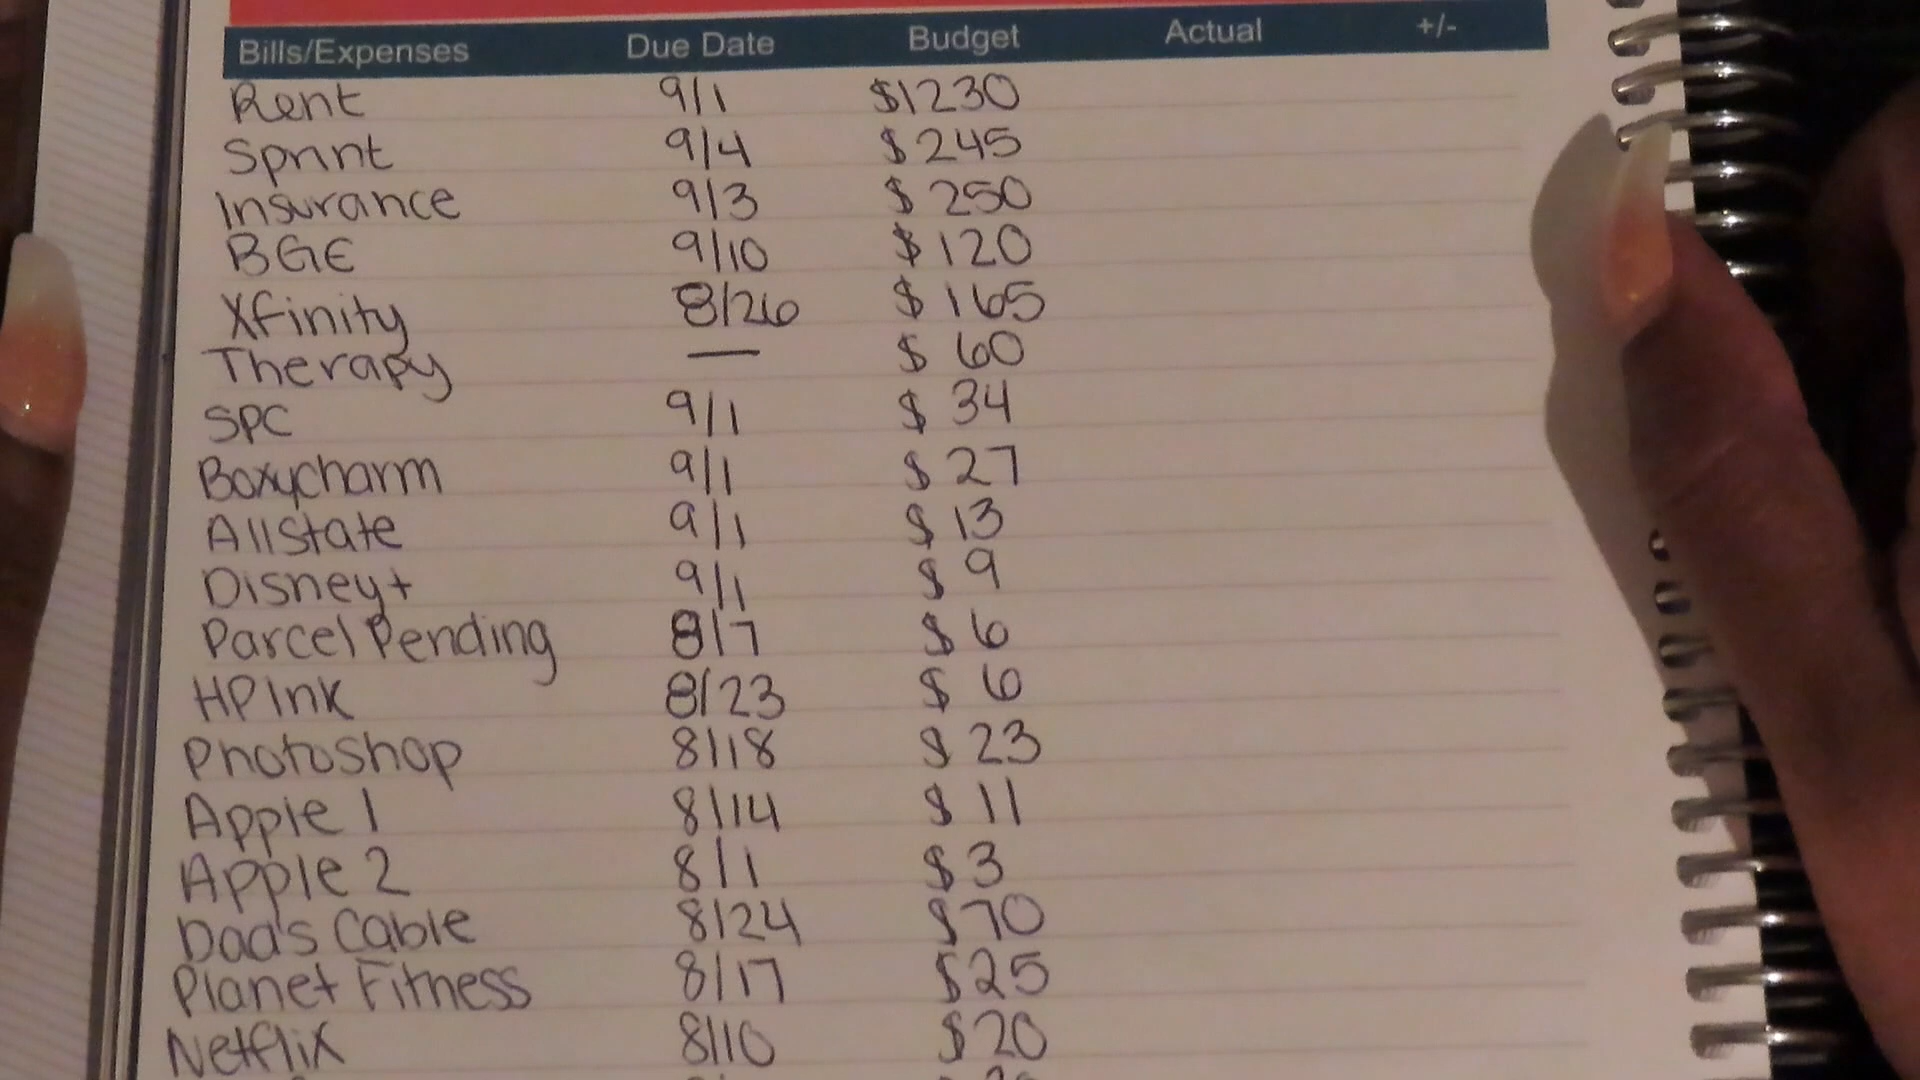 Bills/Expenses Due Date Budget Actual +/-
Rent 9/1 $1230
Sprint 9/4 $245
Insurance 9/3 $250
BGE 9/10 $120
Xfinity 8/26 $165
Therapy — $60
SPC 9/1 $34
Boxycharm 9/1 $27
Allstate 9/1 $13
Disney+ 9/1 $9
Parcel Pending 8/7 $6
HP Ink 8/23 $6
Photoshop 8/18 $23
Apple 1 8/14 $11
Apple 2 8/1 $3
Dad's Cable 8/24 $70
Planet Fitness 8/17 $25
Netflix 8/10 $20